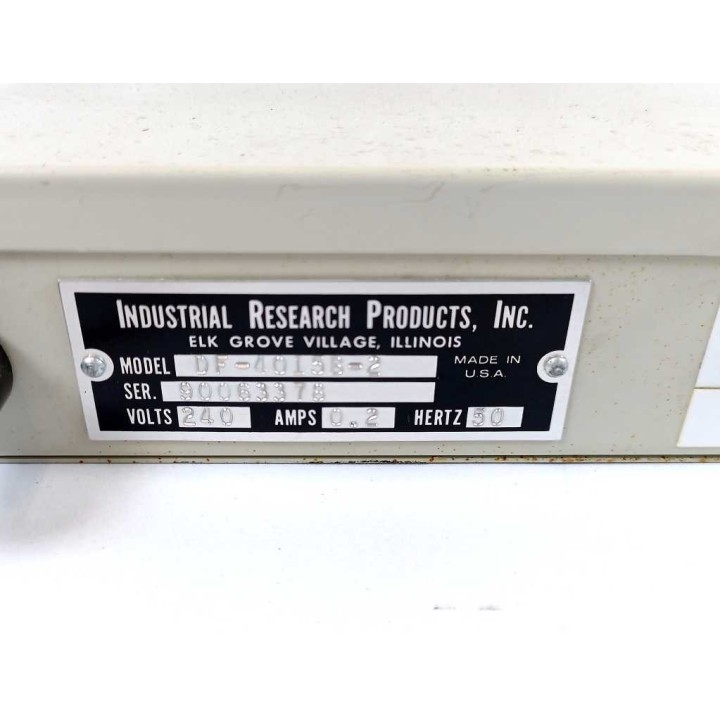 INDUSTRIAL RESEARCH PRODUCTS, INC.
ELK GROVE VILLAGE, ILLINOIS
MODEL DF-4015B-2 MADE IN U.S.A.
SER. 90063378
VOLTS 240 AMPS 0.2 HERTZ 50